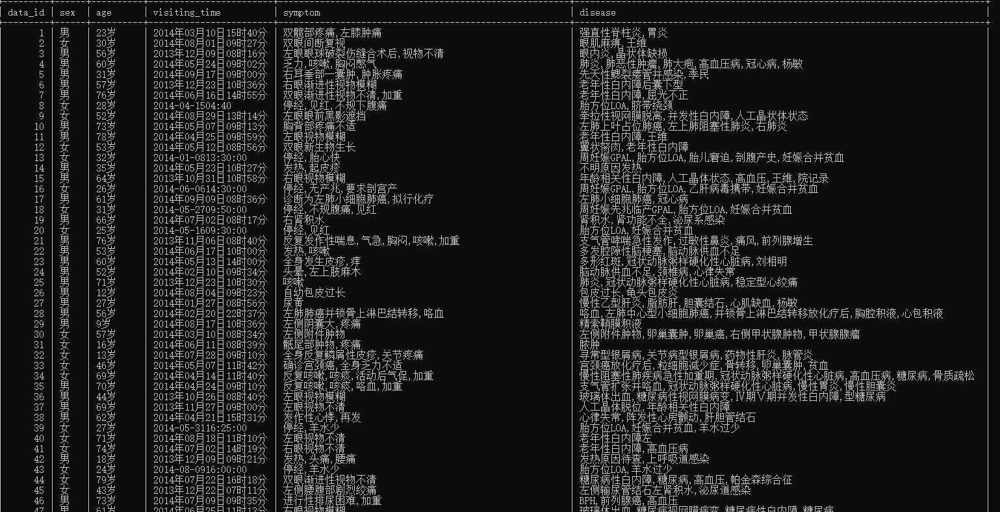 data_id | sex | age | visiting_time | symptom | disease
1 | 男 | 23岁 | 2014年03月10日15时40分 | 双髋部疼痛,左膝肿痛 | 强直性脊柱炎,胃炎
2 | 女 | 30岁 | 2014年08月01日09时27分 | 双眼间断复视 | 眼肌麻痹,王维
3 | 男 | 56岁 | 2013年12月09日08时16分 | 左眼眼球破裂伤缝合术后,视物不清 | 眼内炎,晶状体缺损
4 | 男 | 60岁 | 2014年05月24日09时02分 | 乏力,咳嗽,胸闷憋气 | 肺炎,肺恶性肿瘤,肺大疱,高血压病,冠心病,杨敏
5 | 男 | 31岁 | 2014年09月17日09时00分 | 右耳垂部一囊肿,肿胀疼痛 | 先天性鳃裂瘘管并感染,季民
6 | 男 | 57岁 | 2013年12月23日10时36分 | 右眼渐进性视物模糊 | 老年性白内障后囊下型
7 | 男 | 76岁 | 2014年06月16日14时55分 | 双眼渐进性视物不清,加重 | 老年性白内障,屈光不正
8 | 女 | 28岁 | 2014-04-1504:40 | 停经,见红,不规下腹痛 | 胎方位LOA,脐带绕颈
9 | 女 | 52岁 | 2014年08月29日13时14分 | 左眼眼前黑影遮挡 | 牵拉性视网膜脱离,并发性白内障,人工晶状体状态
10 | 男 | 73岁 | 2014年05月07日09时13分 | 胸背部疼痛不适 | 左肺上叶占位肺癌,左上肺阻塞性肺炎,右肺炎
11 | 男 | 78岁 | 2014年04月25日09时59分 | 左眼视物模糊 | 老年性白内障,王维
12 | 女 | 53岁 | 2014年05月12日08时56分 | 双眼新生物生长 | 翼状胬肉,老年性白内障
13 | 女 | 32岁 | 2014-01-0813:30:00 | 停经,胎心快 | 周妊娠GPAL,胎方位LOA,胎儿窘迫,剖腹产史,妊娠合并贫血
14 | 男 | 35岁 | 2014年05月23日10时27分 | 发热,起皮疹 | 不明原因发热
15 | 男 | 64岁 | 2013年10月31日10时58分 | 右眼视物模糊 | 年龄相关性白内障,人工晶体状态,高血压,王维,院记录
16 | 女 | 26岁 | 2014-06-0614:30:00 | 停经,无产兆,要求剖宫产 | 周妊娠GPAL,胎方位LOA,乙肝病毒携带,妊娠合并贫血
17 | 男 | 61岁 | 2014年09月09日08时36分 | 诊断为左肺小细胞肺癌,拟行化疗 | 左肺小细胞肺癌,冠心病
18 | 女 | 31岁 | 2014-05-2709:50:00 | 停经,不规腹痛,见红 | 周妊娠先兆临产GPAL,胎方位LOA,妊娠合并贫血
19 | 男 | 66岁 | 2014年07月02日08时17分 | 右肾积水 | 肾积水,肾功能不全,泌尿系感染
20 | 女 | 25岁 | 2014-05-1609:30:00 | 停经,见红 | 胎方位LOA,妊娠合并贫血
21 | 男 | 76岁 | 2013年11月06日08时40分 | 反复发作性喘息,气急,胸闷,咳嗽,加重 | 支气管哮喘急性发作,过敏性鼻炎,痛风,前列腺增生
22 | 男 | 53岁 | 2014年06月17日10时00分 | 发热,咳嗽 | 多发腔隙性脑梗塞,脑动脉供血不足
23 | 男 | 60岁 | 2014年05月13日14时00分 | 全身发生皮疹,痒 | 多形红斑,冠状动脉粥样硬化性心脏病,刘相明
24 | 男 | 52岁 | 2014年02月10日09时34分 | 头晕,左上肢麻木 | 脑动脉供血不足,颈椎病,心律失常
25 | 男 | 71岁 | 2013年12月23日10时30分 | 咳嗽 | 肺炎,冠状动脉粥样硬化性心脏病,稳定型心绞痛
26 | 男 | 12岁 | 2014年08月04日09时23分 | 自幼包皮过长 | 包皮过长,龟头包皮炎
27 | 男 | 27岁 | 2014年01月27日08时56分 | 尿黄 | 慢性乙型肝炎,脂肪肝,胆囊结石,心肌缺血,杨敏
28 | 男 | 56岁 | 2014年02月20日22时37分 | 左肺肺癌并锁骨上淋巴结转移,咯血 | 咯血,左肺中心型小细胞肺癌,并锁骨上淋巴结转移放化疗后,胸腔积液,心包积液
29 | 男 | 9岁 | 2014年08月17日10时36分 | 左侧阴囊大,疼痛 | 精索鞘膜积液
30 | 女 | 57岁 | 2014年03月10日08时34分 | 左侧附件肿物 | 左侧附件肿物,卵巢囊肿,卵巢癌,右侧甲状腺肿物,甲状腺腺瘤
31 | 女 | 16岁 | 2014年06月11日08时39分 | 骶尾部肿物,疼痛 | 脓肿
32 | 女 | 13岁 | 2014年07月28日09时10分 | 全身反复鳞屑性皮疹,关节疼痛 | 寻常型银屑病,关节病型银屑病,药物性肝炎,脉管炎
33 | 女 | 46岁 | 2014年05月07日11时42分 | 确诊宫颈癌,全身乏力不适 | 宫颈癌放化疗后,粒细胞减少症,骨转移,卵巢囊肿,贫血
34 | 女 | 69岁 | 2014年04月14日11时40分 | 反复咳嗽,咳痰,活动后气促,加重 | 慢性阻塞性肺疾病急性加重期,冠状动脉粥样硬化性心脏病,高血压病,糖尿病,骨质疏松
35 | 男 | 70岁 | 2014年04月24日09时10分 | 反复咳嗽,咳痰,咯血,加重 | 支气管扩张并咯血,冠状动脉粥样硬化性心脏病,慢性胃炎,慢性胆囊炎
36 | 男 | 44岁 | 2013年10月26日08时40分 | 左眼视物模糊 | 玻璃体出血,糖尿病性视网膜病变,Ⅳ期Ⅴ期并发性白内障,型糖尿病
37 | 男 | 69岁 | 2013年11月27日09时00分 | 左眼视物不清 | 人工晶体脱位,年龄相关性白内障
38 | 男 | 62岁 | 2014年04月21日15时31分 | 发作性心悸,再发 | 心律失常,阵发性心房颤动,肝胆管结石
39 | 女 | 27岁 | 2014-05-3116:25:00 | 停经,羊水少 | 胎方位LOA,妊娠合并贫血,羊水过少
40 | 女 | 71岁 | 2014年08月18日11时10分 | 左眼视物不清 | 老年性白内障左
41 | 女 | 74岁 | 2014年07月02日14时19分 | 右眼视物不清 | 老年性白内障,高血压病
42 | 男 | 18岁 | 2013年12月09日09时21分 | 发热,头痛,腰痛 | 发热原因待查,上呼吸道感染
43 | 女 | 24岁 | 2014-08-0916:00:00 | 停经,羊水少 | 胎方位LOA,羊水过少
44 | 女 | 79岁 | 2014年07月22日16时18分 | 双眼渐进性视物不清 | 糖尿病性白内障,糖尿病,高血压,帕金森综合征
45 | 女 | 43岁 | 2013年12月22日07时11分 | 左侧腰腹部剧烈绞痛 | 左侧输尿管结石左肾积水,泌尿道感染
46 | 男 | 73岁 | 2014年07月09日09时35分 | 进行性排尿困难,加重 | BPH,前列腺癌,高血压
47 | 男 | 61岁 | 2014年06月25日11时13分 | 右眼视物模糊 | 玻璃体出血,糖尿病视网膜病变,糖尿病性白内障,糖尿病